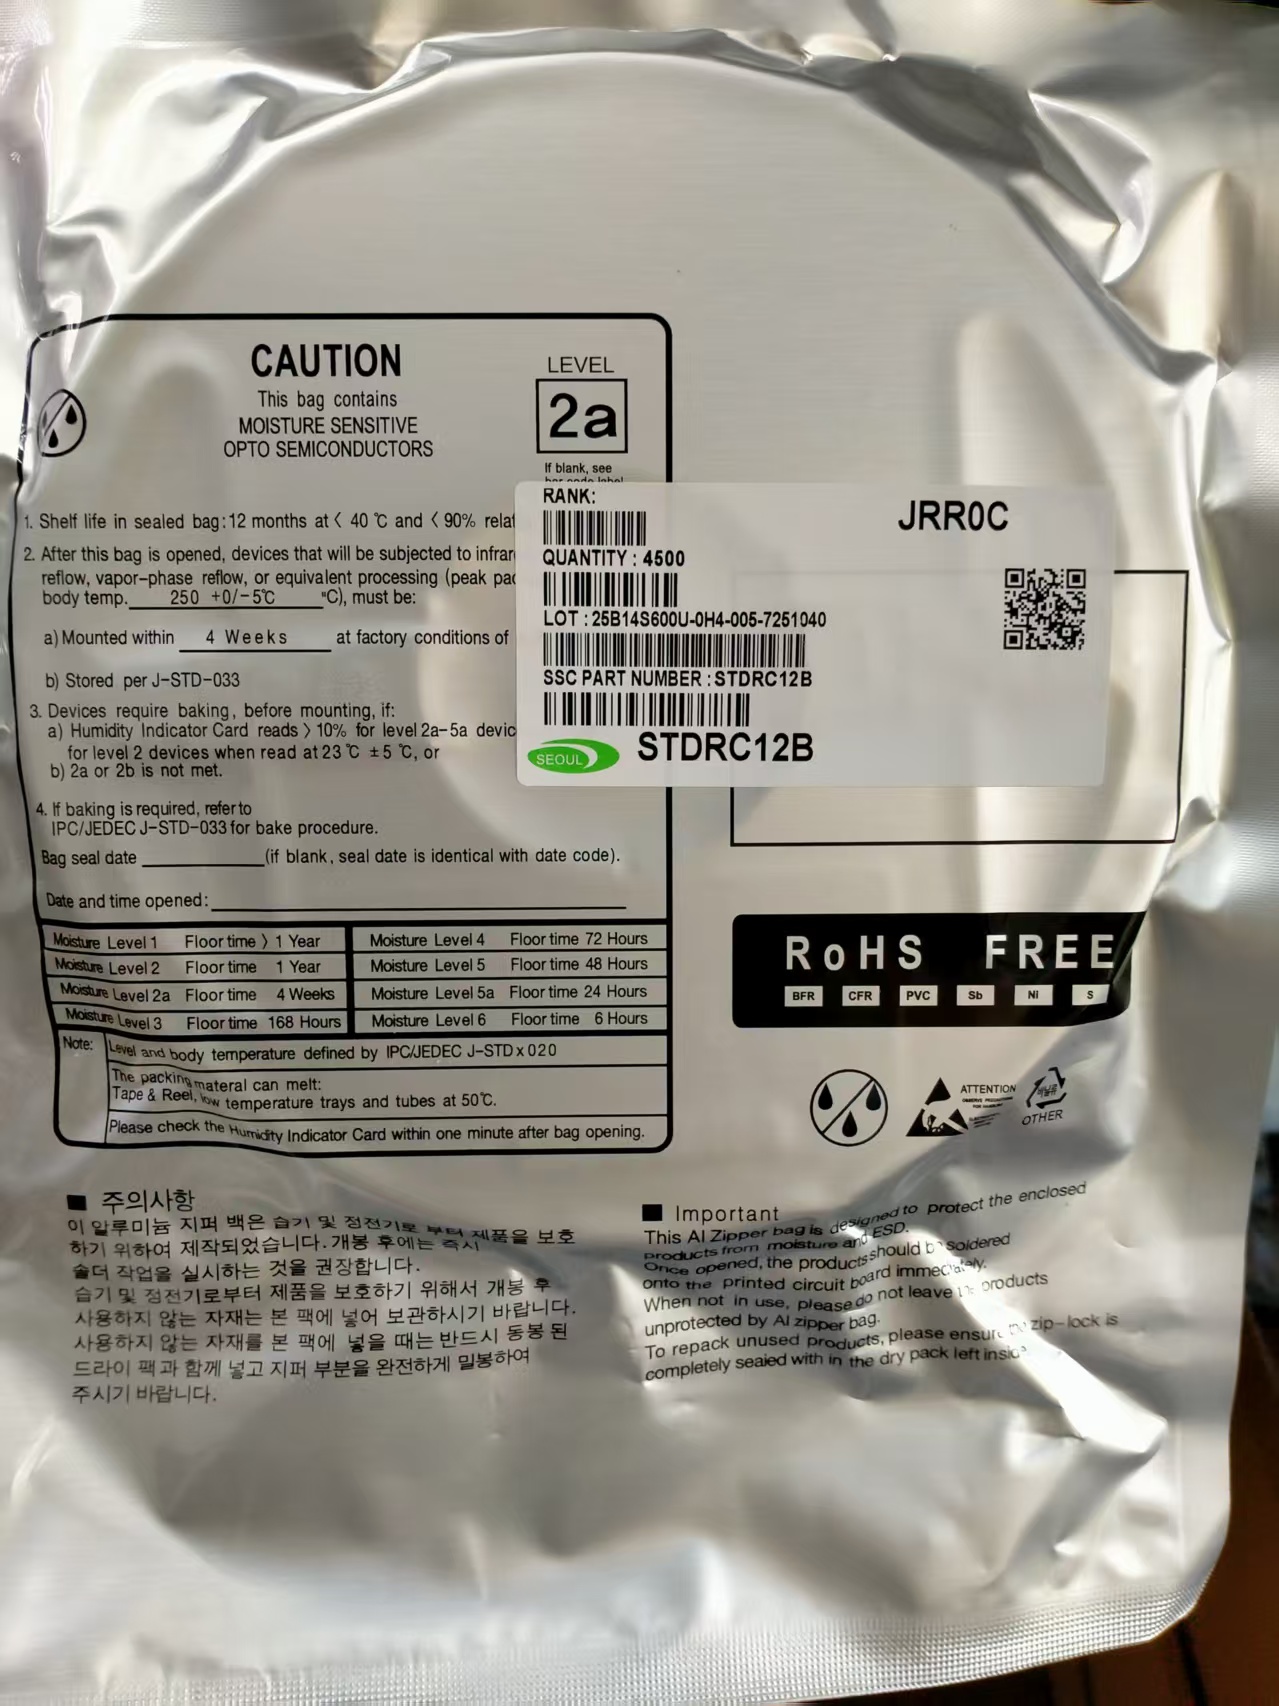 CAUTION
This bag contains
MOISTURE SENSITIVE
OPTO SEMICONDUCTORS
LEVEL
2a
If blank, see
bar code label
1. Shelf life in sealed bag: 12 months at < 40 ℃ and < 90% relat
2. After this bag is opened, devices that will be subjected to infrar
reflow, vapor-phase reflow, or equivalent processing (peak pac
body temp. 250 +0/-5℃ °C), must be:
a) Mounted within 4 Weeks at factory conditions of
b) Stored per J-STD-033
3. Devices require baking, before mounting, if:
a) Humidity Indicator Card reads > 10% for level 2a-5a devic
for level 2 devices when read at 23 ℃ ±5 ℃, or
b) 2a or 2b is not met.
4. If baking is required, refer to
IPC/JEDEC J-STD-033 for bake procedure.
Bag seal date (if blank, seal date is identical with date code).
Date and time opened:
Moisture Level 1 Floor time > 1 Year
Moisture Level 2 Floor time 1 Year
Moisture Level 2a Floor time 4 Weeks
Moisture Level 3 Floor time 168 Hours
Moisture Level 4 Floor time 72 Hours
Moisture Level 5 Floor time 48 Hours
Moisture Level 5a Floor time 24 Hours
Moisture Level 6 Floor time 6 Hours
Note: Level and body temperature defined by IPC/JEDEC J-STD x 020
The packing materal can melt:
Tape & Reel, low temperature trays and tubes at 50℃.
Please check the Humidity Indicator Card within one minute after bag opening.
RANK:
JRR0C
QUANTITY : 4500
LOT : 25B14S600U-0H4-005-7251040
SSC PART NUMBER : STDRC12B
SEOUL STDRC12B
RoHS FREE
BFR CFR PVC Sb Ni S
ATTENTION
비닐류
OTHER
■ 주의사항
이 알루미늄 지퍼 백은 습기 및 정전기로 부터 제품을 보호
하기 위하여 제작되었습니다. 개봉 후에는 즉시
솔더 작업을 실시하는 것을 권장합니다.
습기 및 정전기로부터 제품을 보호하기 위해서 개봉 후
사용하지 않는 자재는 본 팩에 넣어 보관하시기 바랍니다.
사용하지 않는 자재를 본 팩에 넣을 때는 반드시 동봉 된
드라이 팩과 함께 넣고 지퍼 부분을 완전하게 밀봉하여
주시기 바랍니다.
■ Important
This Al Zipper bag is designed to protect the enclosed
products from moisture and ESD.
Once opened, the products should be soldered
onto the printed circuit board immediately.
When not in use, please do not leave products
unprotected by Al zipper bag.
To repack unused products, please ensure zip-lock is
completely sealed with in the dry pack left inside